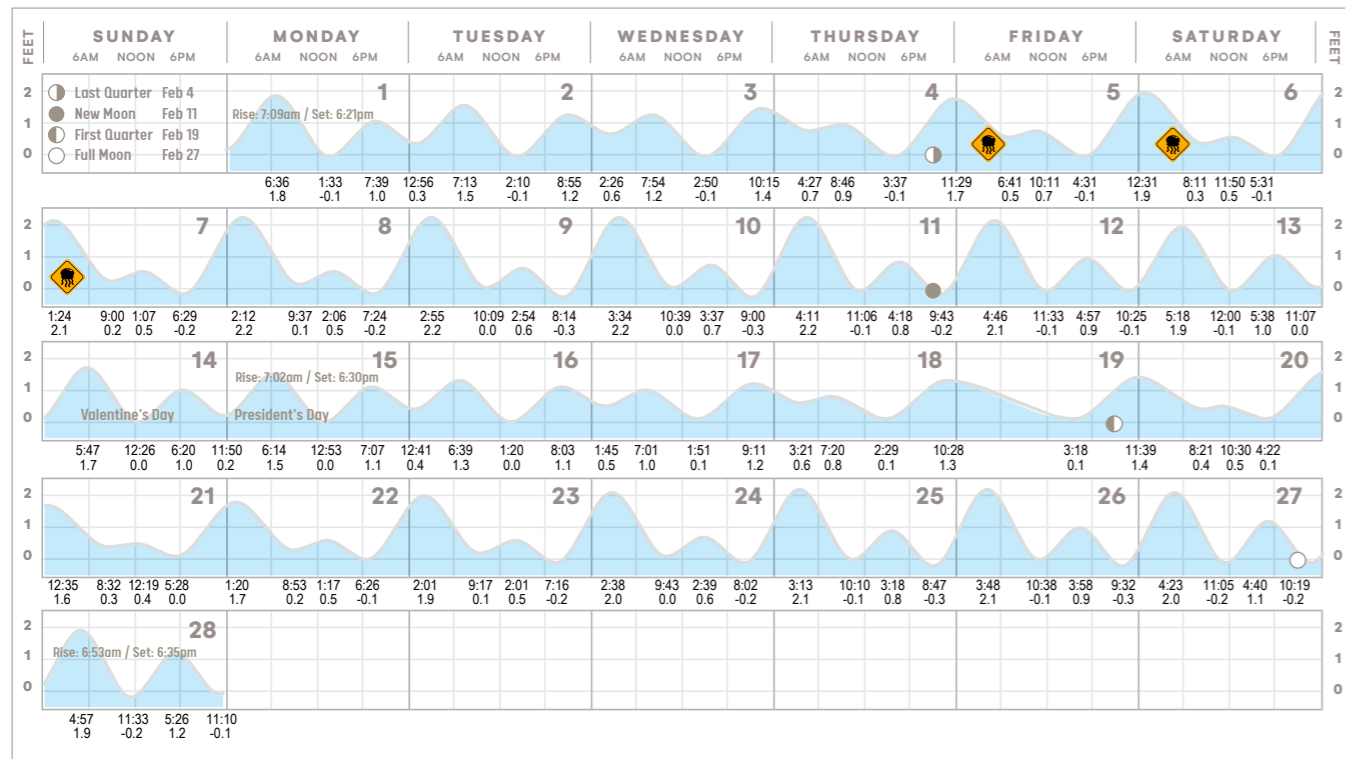 FEET SUNDAY MONDAY TUESDAY WEDNESDAY THURSDAY FRIDAY SATURDAY FEET
6AM NOON 6PM 6AM NOON 6PM 6AM NOON 6PM 6AM NOON 6PM 6AM NOON 6PM 6AM NOON 6PM 6AM NOON 6PM
1 2 3 4 5 6
2 2
1 1
0 0
Last Quarter Feb 4
New Moon Feb 11
First Quarter Feb 19
Full Moon Feb 27
Rise: 7:09am / Set: 6:21pm
6:36 1:33 7:39 12:56 7:13 2:10 8:55 2:26 7:54 2:50 10:15 4:27 8:46 3:37 11:29 6:41 10:11 4:31 12:31 8:11 11:50 5:31
1.8 -0.1 1.0 0.3 1.5 -0.1 1.2 0.6 1.2 -0.1 1.4 0.7 0.9 -0.1 1.7 0.5 0.7 -0.1 1.9 0.3 0.5 -0.1
7 8 9 10 11 12 13
2 2
1 1
0 0
1:24 9:00 1:07 6:29 2:12 9:37 2:06 7:24 2:55 10:09 2:54 8:14 3:34 10:39 3:37 9:00 4:11 11:06 4:18 9:43 4:46 11:33 4:57 10:25 5:18 12:00 5:38 11:07
2.1 0.2 0.5 -0.2 2.2 0.1 0.5 -0.2 2.2 0.0 0.6 -0.3 2.2 0.0 0.7 -0.3 2.2 -0.1 0.8 -0.2 2.1 -0.1 0.9 -0.1 1.9 -0.1 1.0 0.0
14 15 16 17 18 19 20
2 2
1 1
0 0
Rise: 7:02am / Set: 6:30pm
Valentine's Day President's Day
5:47 12:26 6:20 11:50 6:14 12:53 7:07 12:41 6:39 1:20 8:03 1:45 7:01 1:51 9:11 3:21 7:20 2:29 10:28 3:18 11:39 8:21 10:30 4:22
1.7 0.0 1.0 0.2 1.5 0.0 1.1 0.4 1.3 0.0 1.1 0.5 1.0 0.1 1.2 0.6 0.8 0.1 1.3 0.1 1.4 0.4 0.5 0.1
21 22 23 24 25 26 27
2 2
1 1
0 0
12:35 8:32 12:19 5:28 1:20 8:53 1:17 6:26 2:01 9:17 2:01 7:16 2:38 9:43 2:39 8:02 3:13 10:10 3:18 8:47 3:48 10:38 3:58 9:32 4:23 11:05 4:40 10:19
1.6 0.3 0.4 0.0 1.7 0.2 0.5 -0.1 1.9 0.1 0.5 -0.2 2.0 0.0 0.6 -0.2 2.1 -0.1 0.8 -0.3 2.1 -0.1 0.9 -0.3 2.0 -0.2 1.1 -0.2
28
2 2
1 1
0 0
Rise: 6:53am / Set: 6:35pm
4:57 11:33 5:26 11:10
1.9 -0.2 1.2 -0.1